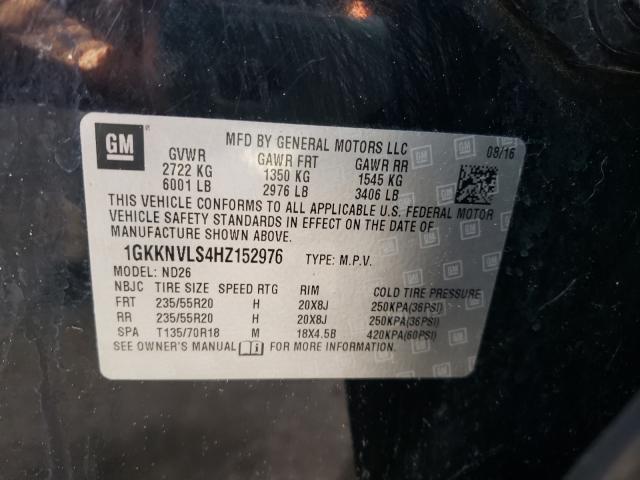 GM
MFD BY GENERAL MOTORS LLC 08/16
GVWR GAWR FRT GAWR RR
2722 KG 1350 KG 1545 KG
6001 LB 2976 LB 3406 LB
THIS VEHICLE CONFORMS TO ALL APPLICABLE U.S. FEDERAL MOTOR
VEHICLE SAFETY STANDARDS IN EFFECT ON THE DATE OF
MANUFACTURE SHOWN ABOVE.
1GKKNVLS4HZ152976 TYPE: M.P.V.
MODEL: ND26
NBJC TIRE SIZE SPEED RTG RIM COLD TIRE PRESSURE
FRT 235/55R20 H 20X8J 250KPA(36PSI)
RR 235/55R20 H 20X8J 250KPA(36PSI)
SPA T135/70R18 M 18X4.5B 420KPA(60PSI)
SEE OWNER'S MANUAL FOR MORE INFORMATION.